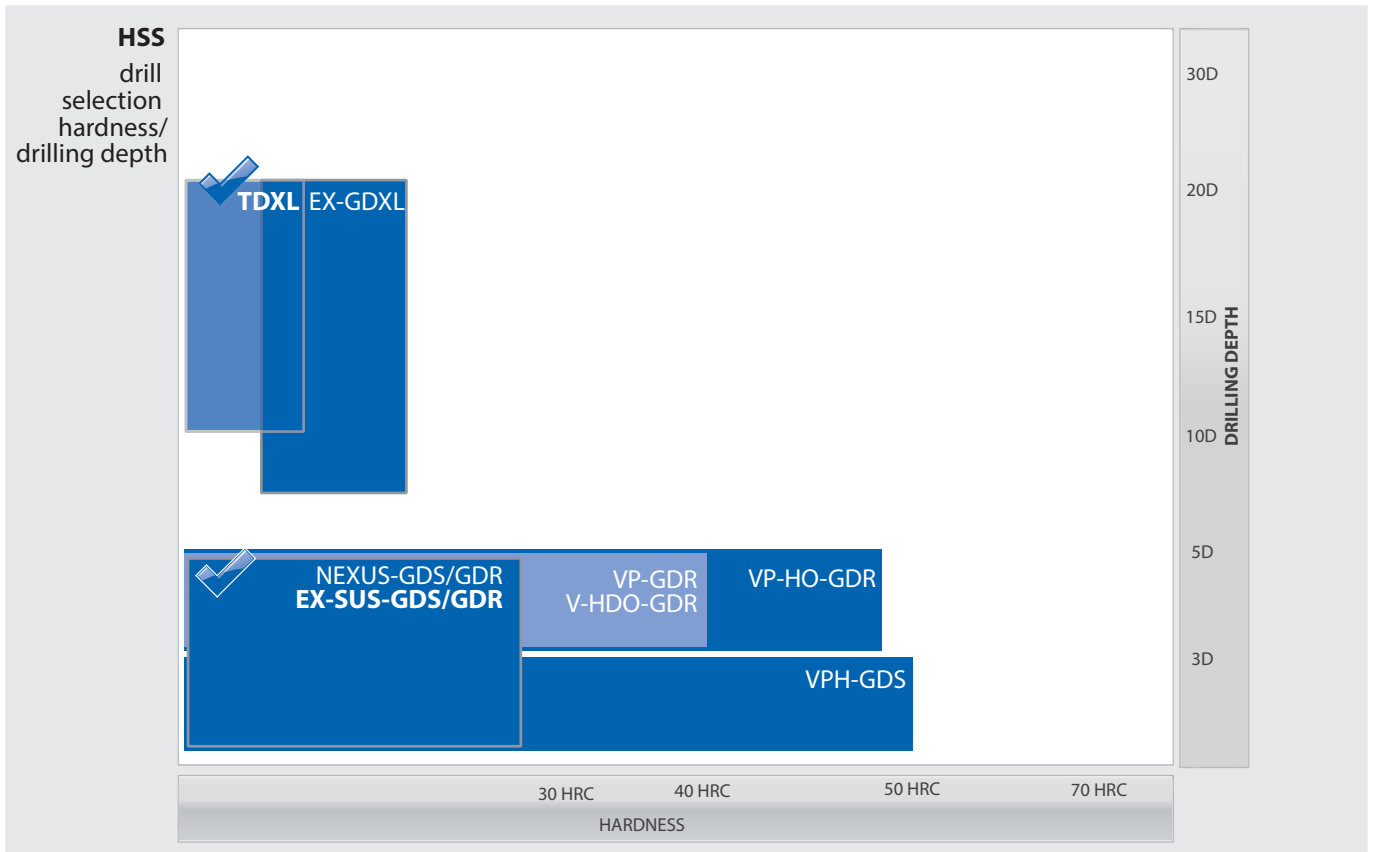 HSS
drill
selection
hardness/
drilling depth
TDXL
EX-GDXL
NEXUS-GDS/GDR
EX-SUS-GDS/GDR
VP-GDR
V-HDO-GDR
VP-HO-GDR
VPH-GDS
30D
20D
15D
10D
5D
3D
DRILLING DEPTH
30 HRC
40 HRC
50 HRC
70 HRC
HARDNESS